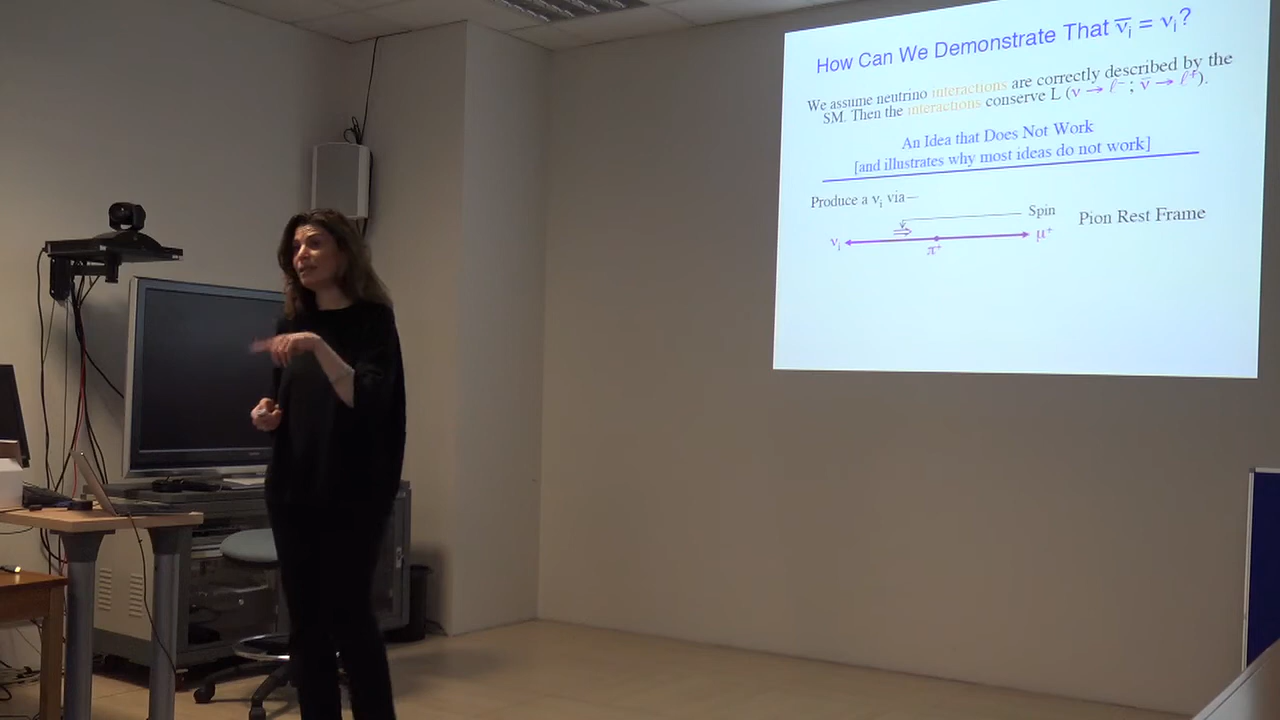 How Can We Demonstrate That ν̅ᵢ = νᵢ?
We assume neutrino interactions are correctly described by the
SM. Then the interactions conserve L (ν → ℓ⁻ ; ν̅ → ℓ⁺).
An Idea that Does Not Work
[and illustrates why most ideas do not work]
Produce a νᵢ via—
Spin
Pion Rest Frame
νᵢ
π⁺
μ⁺